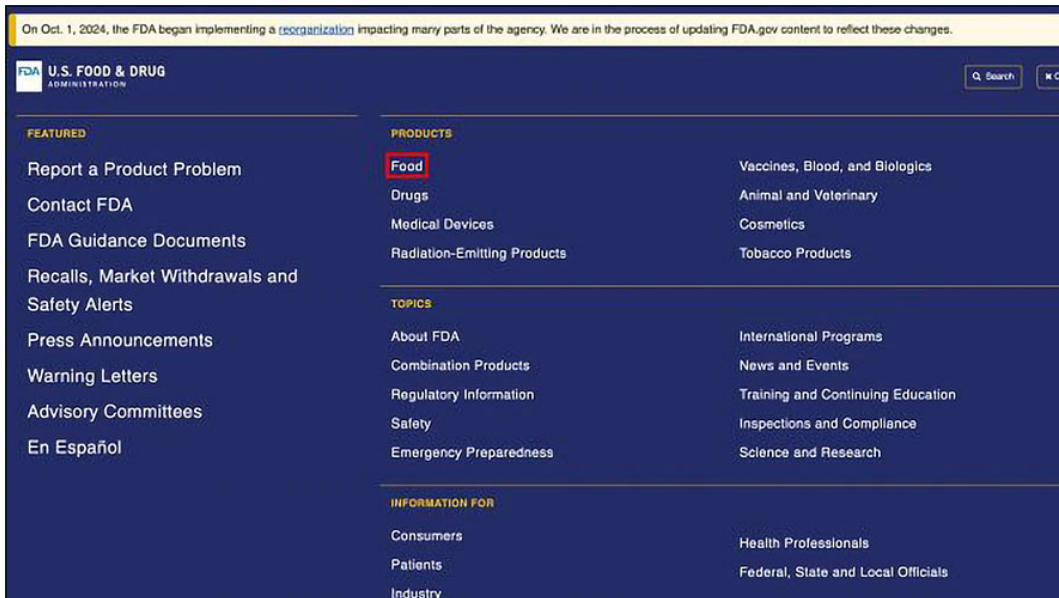 On Oct. 1, 2024, the FDA began implementing a reorganization impacting many parts of the agency. We are in the process of updating FDA.gov content to reflect these changes.
FDA U.S. FOOD & DRUG
ADMINISTRATION
Search
FEATURED
Report a Product Problem
Contact FDA
FDA Guidance Documents
Recalls, Market Withdrawals and
Safety Alerts
Press Announcements
Warning Letters
Advisory Committees
En Español
PRODUCTS
Food
Drugs
Medical Devices
Radiation-Emitting Products
Vaccines, Blood, and Biologics
Animal and Veterinary
Cosmetics
Tobacco Products
TOPICS
About FDA
Combination Products
Regulatory Information
Safety
Emergency Preparedness
International Programs
News and Events
Training and Continuing Education
Inspections and Compliance
Science and Research
INFORMATION FOR
Consumers
Patients
Industry
Health Professionals
Federal, State and Local Officials